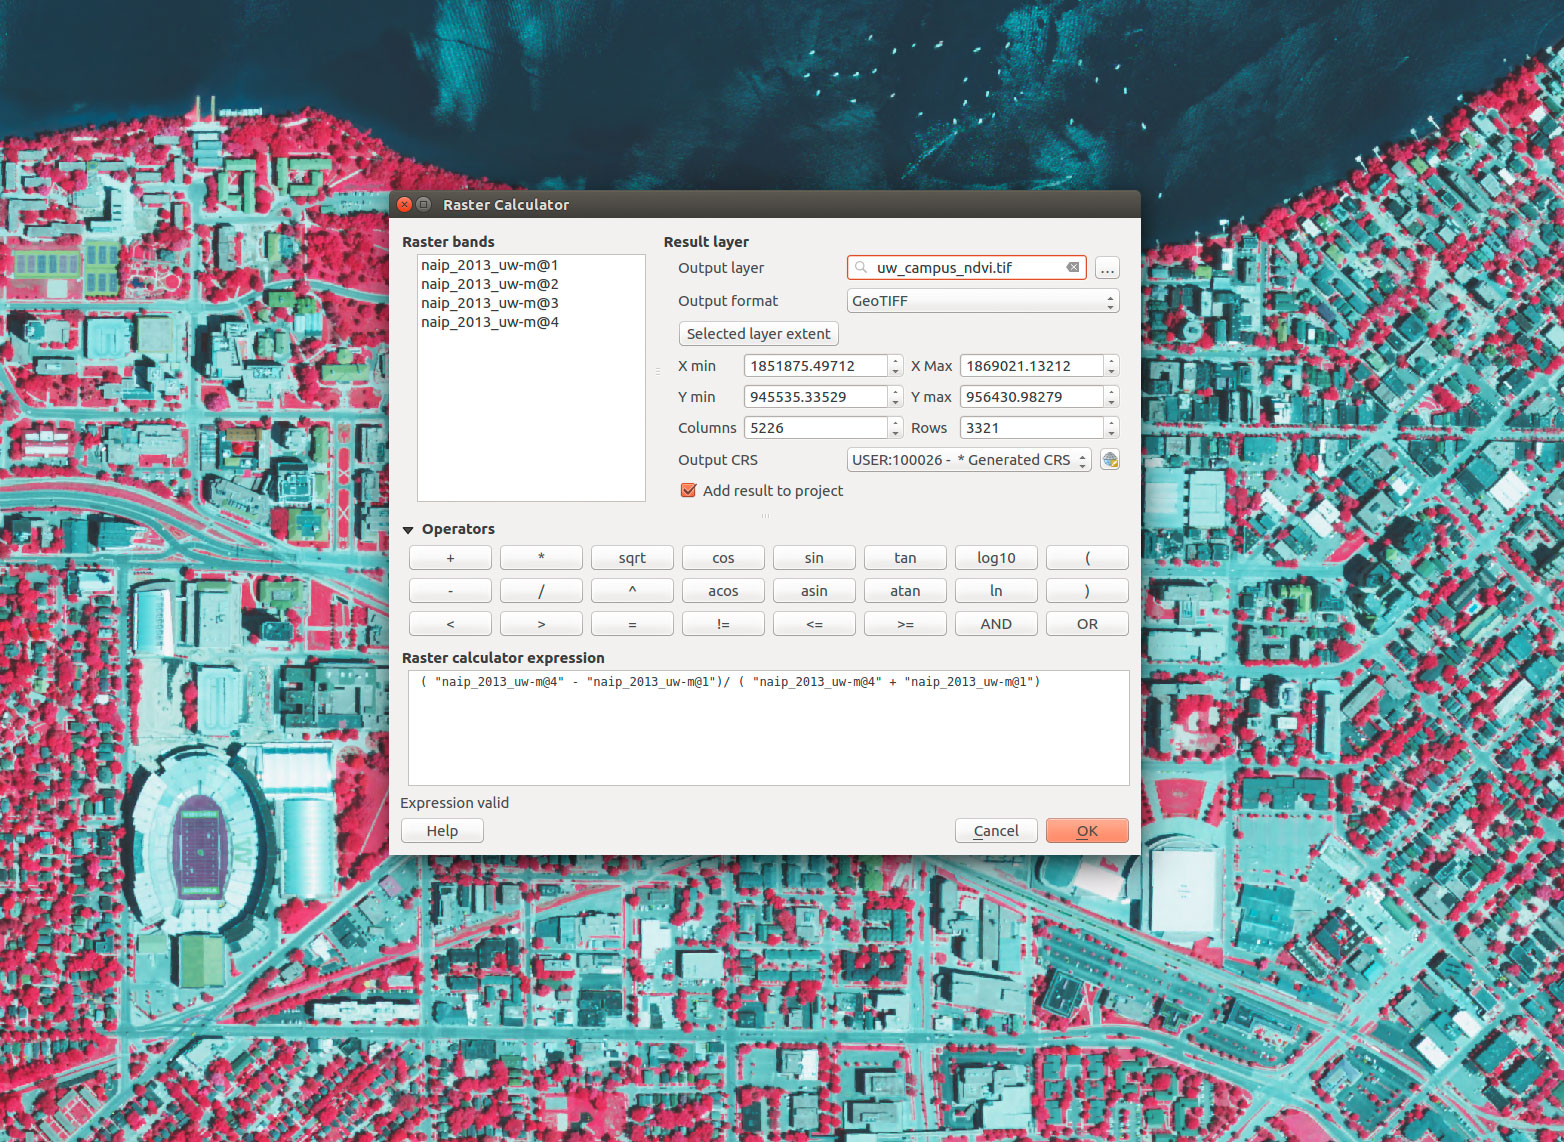 Raster Calculator
Raster bands
naip_2013_uw-m@1
naip_2013_uw-m@2
naip_2013_uw-m@3
naip_2013_uw-m@4
Result layer
Output layer uw_campus_ndvi.tif ...
Output format GeoTIFF
Selected layer extent
X min 1851875.49712 X Max 1869021.13212
Y min 945535.33529 Y max 956430.98279
Columns 5226 Rows 3321
Output CRS USER:100026 - * Generated CRS
Add result to project
Operators
+ * sqrt cos sin tan log10 (
- / ^ acos asin atan ln )
< > = != <= >= AND OR
Raster calculator expression
( "naip_2013_uw-m@4" - "naip_2013_uw-m@1")/ ( "naip_2013_uw-m@4" + "naip_2013_uw-m@1")
Expression valid
Help Cancel OK
W